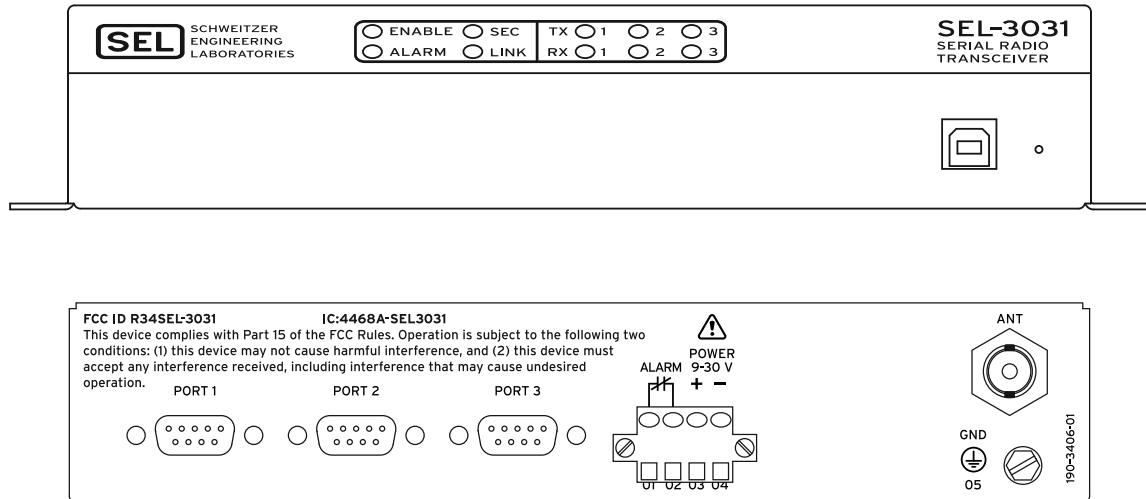 SEL
SCHWEITZER
ENGINEERING
LABORATORIES
ENABLE SEC TX 1 2 3
ALARM LINK RX 1 2 3
SEL-3031
SERIAL RADIO
TRANSCEIVER
FCC ID R34SEL-3031 IC:4468A-SEL3031
This device complies with Part 15 of the FCC Rules. Operation is subject to the following two
conditions: (1) this device may not cause harmful interference, and (2) this device must
accept any interference received, including interference that may cause undesired
operation.
PORT 1 PORT 2 PORT 3
ALARM
POWER
9-30 V
+ −
01 02 03 04
ANT
GND
05
190-3406-01